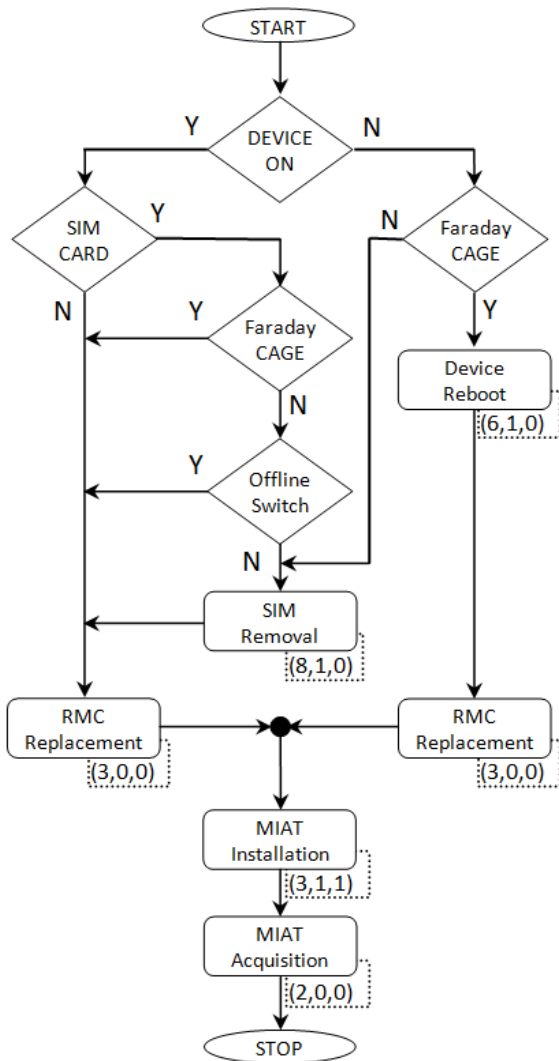 START
Y
N
DEVICE
ON
SIM
CARD
Y
N
Faraday
CAGE
N
Y
Faraday
CAGE
Y
Device
Reboot
(6,1,0)
N
Y
Offline
Switch
N
SIM
Removal
(8,1,0)
RMC
Replacement
(3,0,0)
RMC
Replacement
(3,0,0)
MIAT
Installation
(3,1,1)
MIAT
Acquisition
(2,0,0)
STOP